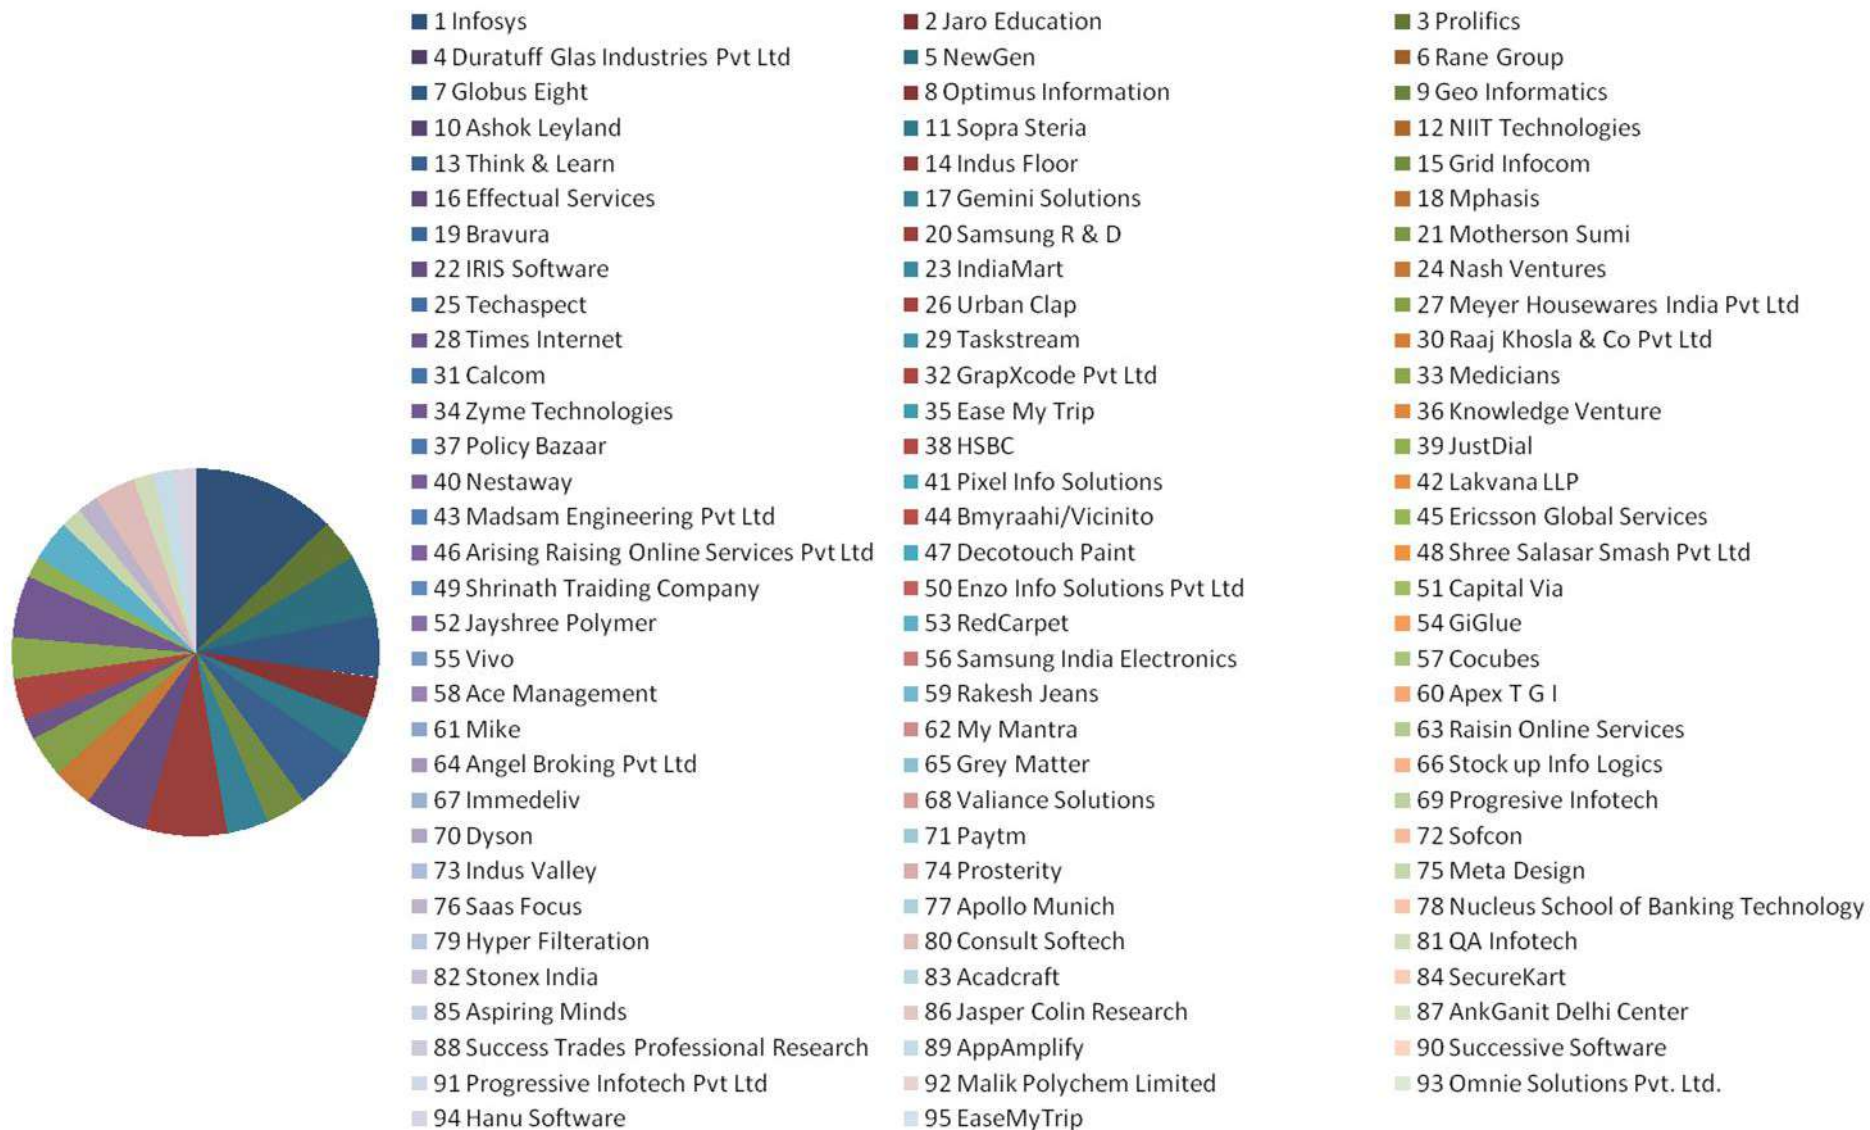 1 Infosys
2 Jaro Education
3 Prolifics
4 Duratuff Glas Industries Pvt Ltd
5 NewGen
6 Rane Group
7 Globus Eight
8 Optimus Information
9 Geo Informatics
10 Ashok Leyland
11 Sopra Steria
12 NIIT Technologies
13 Think & Learn
14 Indus Floor
15 Grid Infocom
16 Effectual Services
17 Gemini Solutions
18 Mphasis
19 Bravura
20 Samsung R & D
21 Motherson Sumi
22 IRIS Software
23 IndiaMart
24 Nash Ventures
25 Techaspect
26 Urban Clap
27 Meyer Housewares India Pvt Ltd
28 Times Internet
29 Taskstream
30 Raaj Khosla & Co Pvt Ltd
31 Calcom
32 GrapXcode Pvt Ltd
33 Medicians
34 Zyme Technologies
35 Ease My Trip
36 Knowledge Venture
37 Policy Bazaar
38 HSBC
39 JustDial
40 Nestaway
41 Pixel Info Solutions
42 Lakvana LLP
43 Madsam Engineering Pvt Ltd
44 Bmyraahi/Vicinito
45 Ericsson Global Services
46 Arising Raising Online Services Pvt Ltd
47 Decotouch Paint
48 Shree Salasar Smash Pvt Ltd
49 Shrinath Traiding Company
50 Enzo Info Solutions Pvt Ltd
51 Capital Via
52 Jayshree Polymer
53 RedCarpet
54 GiGlue
55 Vivo
56 Samsung India Electronics
57 Cocubes
58 Ace Management
59 Rakesh Jeans
60 Apex T G I
61 Mike
62 My Mantra
63 Raisin Online Services
64 Angel Broking Pvt Ltd
65 Grey Matter
66 Stock up Info Logics
67 Immedeliv
68 Valiance Solutions
69 Progresive Infotech
70 Dyson
71 Paytm
72 Sofcon
73 Indus Valley
74 Prosterity
75 Meta Design
76 Saas Focus
77 Apollo Munich
78 Nucleus School of Banking Technology
79 Hyper Filteration
80 Consult Softech
81 QA Infotech
82 Stonex India
83 Acadcraft
84 SecureKart
85 Aspiring Minds
86 Jasper Colin Research
87 AnkGanit Delhi Center
88 Success Trades Professional Research
89 AppAmplify
90 Successive Software
91 Progressive Infotech Pvt Ltd
92 Malik Polychem Limited
93 Omnie Solutions Pvt. Ltd.
94 Hanu Software
95 EaseMyTrip